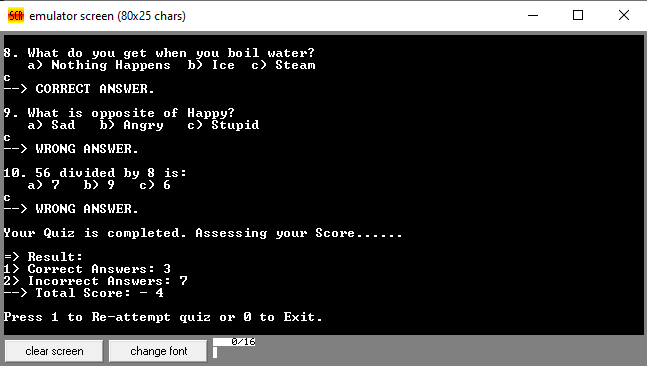 SCR emulator screen (80x25 chars)
8. What do you get when you boil water?
a) Nothing Happens b) Ice c) Steam
c
--> CORRECT ANSWER.
9. What is opposite of Happy?
a) Sad b) Angry c) Stupid
c
--> WRONG ANSWER.
10. 56 divided by 8 is:
a) 7 b) 9 c) 6
c
--> WRONG ANSWER.
Your Quiz is completed. Assessing your Score......
=> Result:
1) Correct Answers: 3
2) Incorrect Answers: 7
--> Total Score: - 4
Press 1 to Re-attempt quiz or 0 to Exit.
clear screen change font 0/16